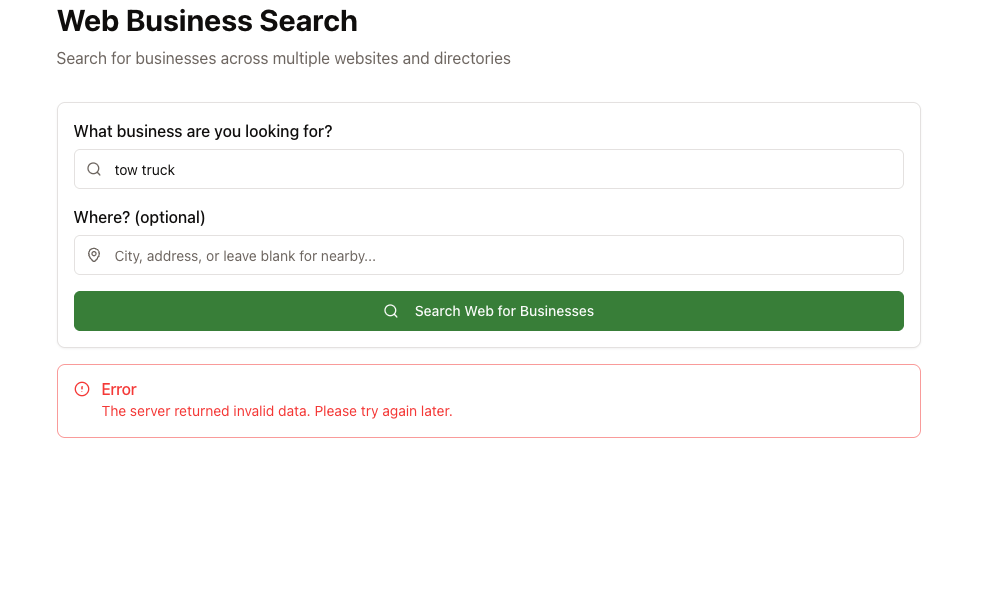 Web Business Search
Search for businesses across multiple websites and directories
What business are you looking for?
tow truck
Where? (optional)
City, address, or leave blank for nearby...
Search Web for Businesses
Error
The server returned invalid data. Please try again later.